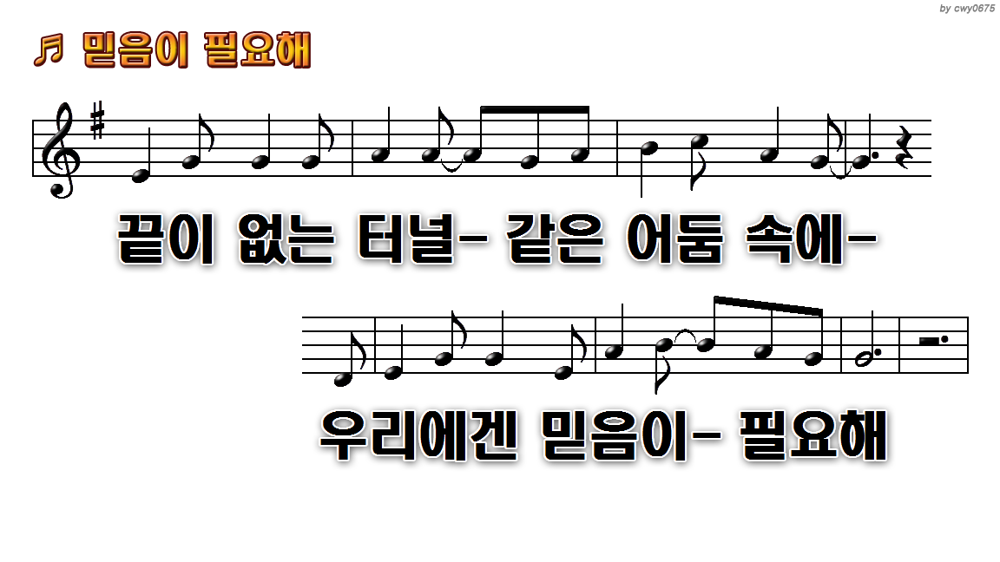 by cwy0675
♬ 믿음이 필요해
끝이 없는 터널- 같은 어둠 속에-
우리에겐 믿음이- 필요해